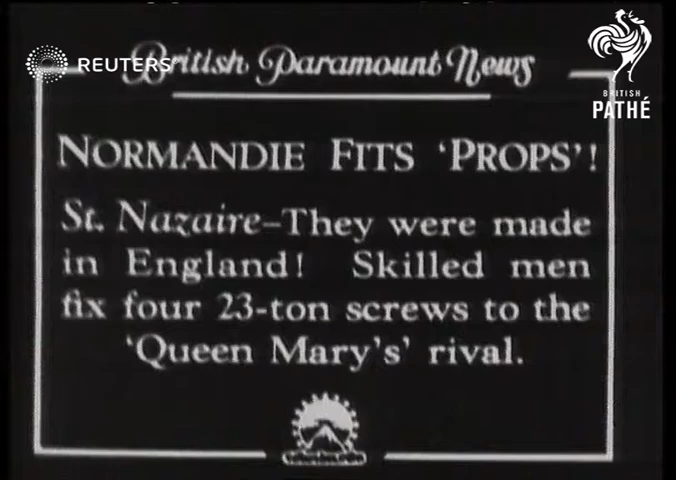 REUTERS
British Paramount News
BRITISH
PATHÉ
NORMANDIE FITS ‘PROPS’!
St. Nazaire–They were made
in England! Skilled men
fix four 23-ton screws to the
‘Queen Mary’s’ rival.